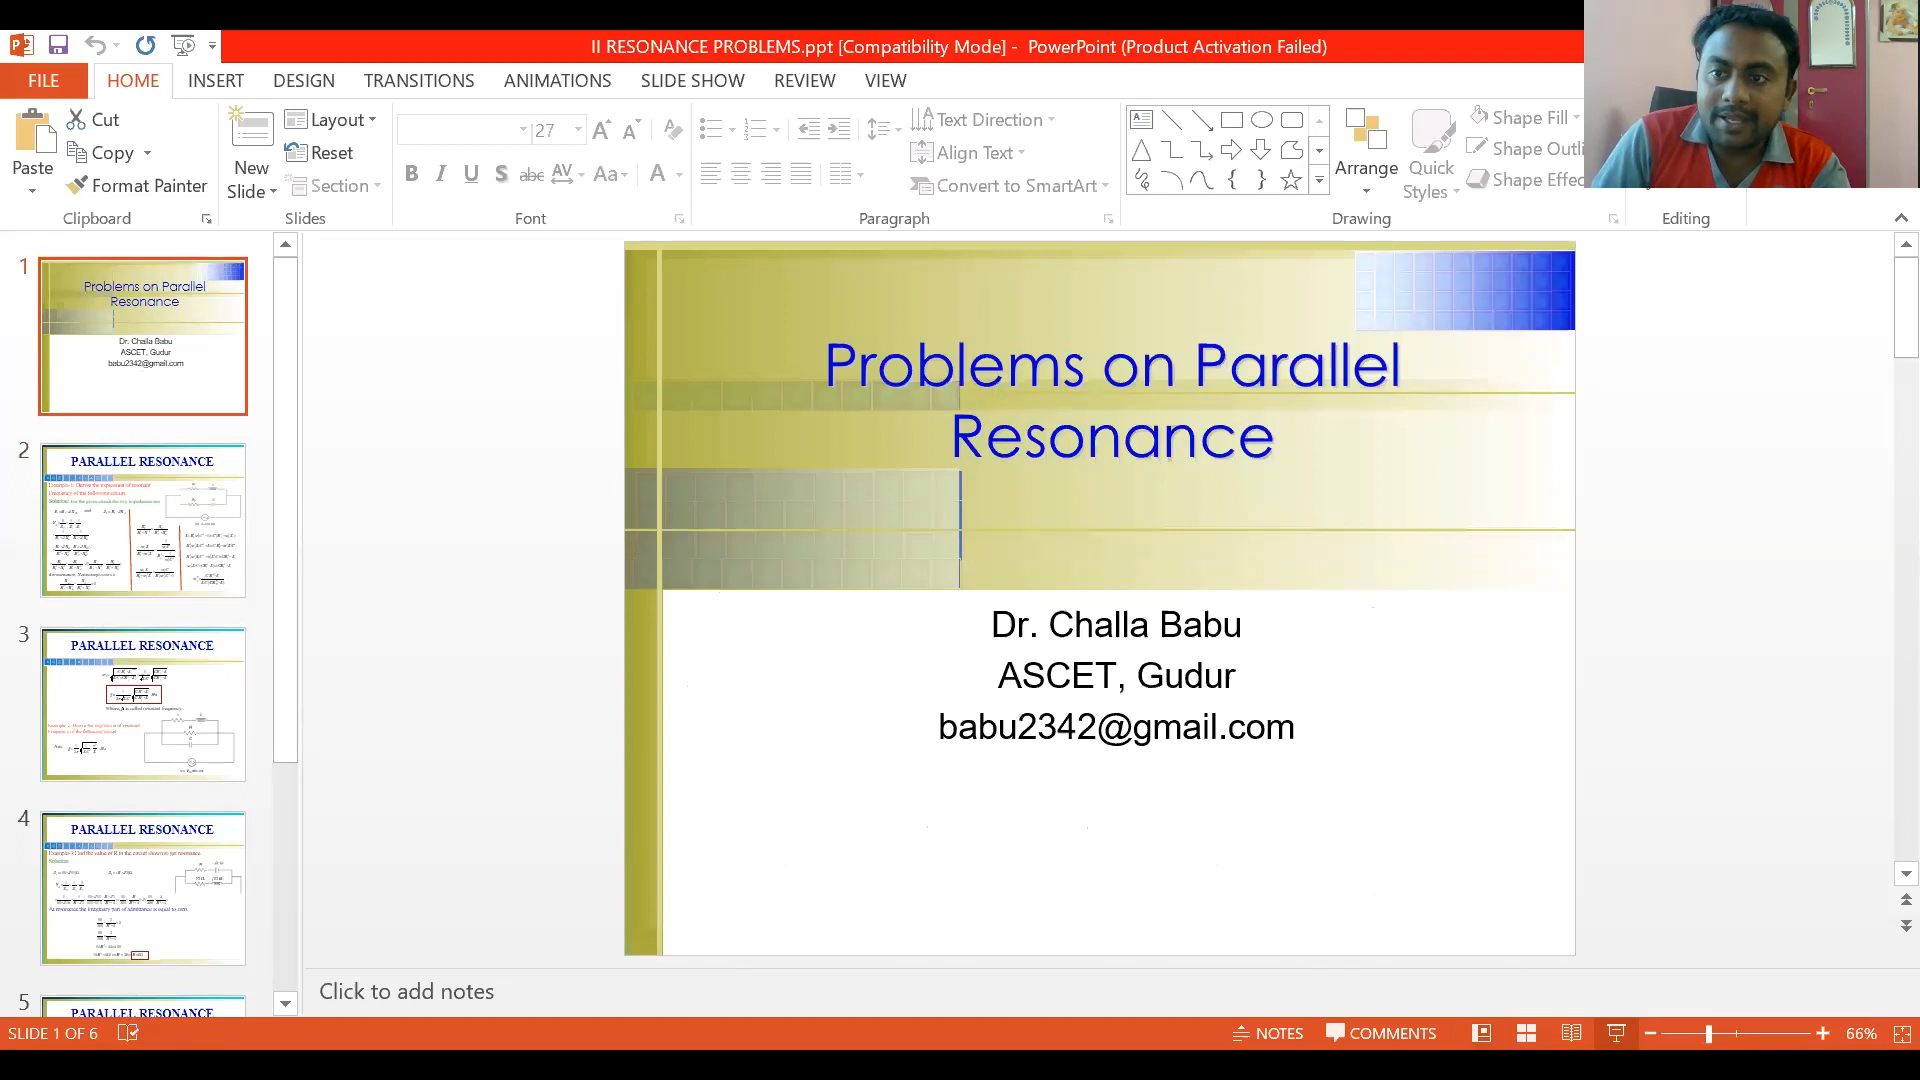 II RESONANCE PROBLEMS.ppt [Compatibility Mode] - PowerPoint (Product Activation Failed)
FILE HOME INSERT DESIGN TRANSITIONS ANIMATIONS SLIDE SHOW REVIEW VIEW
Paste
Cut
Copy
Format Painter
Clipboard
New
Slide
Layout
Reset
Section
Slides
27
Font
Text Direction
Align Text
Convert to SmartArt
Paragraph
Arrange
Quick
Styles
Shape Fill
Shape
Shape
Drawing
Editing
1
Problems on Parallel
Resonance
Dr. Challa Babu
ASCET, Gudur
babu2342@gmail.com
2
PARALLEL RESONANCE
3
PARALLEL RESONANCE
4
PARALLEL RESONANCE
5
PARALLEL RESONANCE
Problems on Parallel
Resonance
Dr. Challa Babu
ASCET, Gudur
babu2342@gmail.com
Click to add notes
SLIDE 1 OF 6
NOTES
COMMENTS
66%